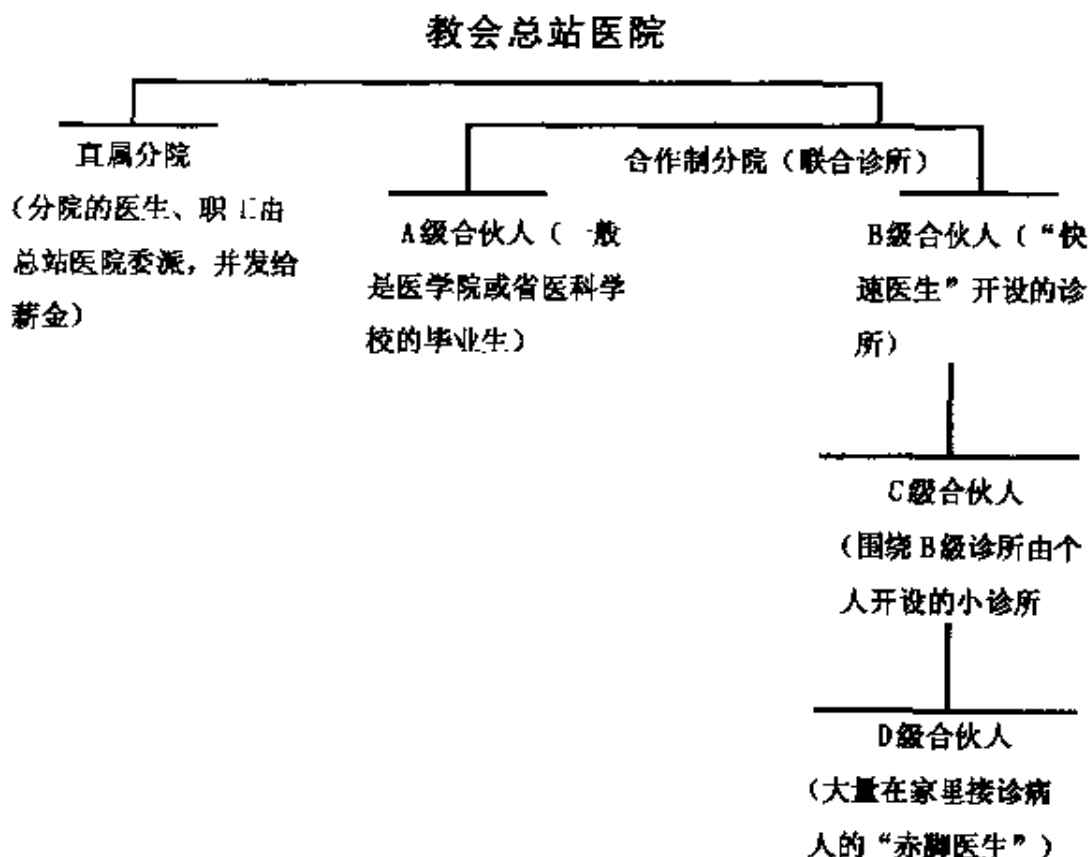 教会总站医院
直属分院
(分院的医生、职工由
总站医院委派，并发给
薪金)
合作制分院(联合诊所)
A级合伙人(一般
是医学院或省医科学
校的毕业生)
B级合伙人(“快
速医生”开设的诊
所)
C级合伙人
(围绕B级诊所由个
人开设的小诊所
D级合伙人
(大量在家里接诊病
人的“赤脚医生”)